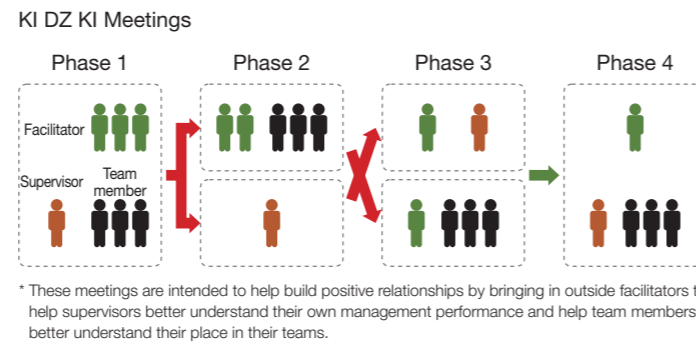 KI DZ KI Meetings
Phase 1
Phase 2
Phase 3
Phase 4
Facilitator
Supervisor
Team
member
* These meetings are intended to help build positive relationships by bringing in outside facilitators t
help supervisors better understand their own management performance and help team members
better understand their place in their teams.